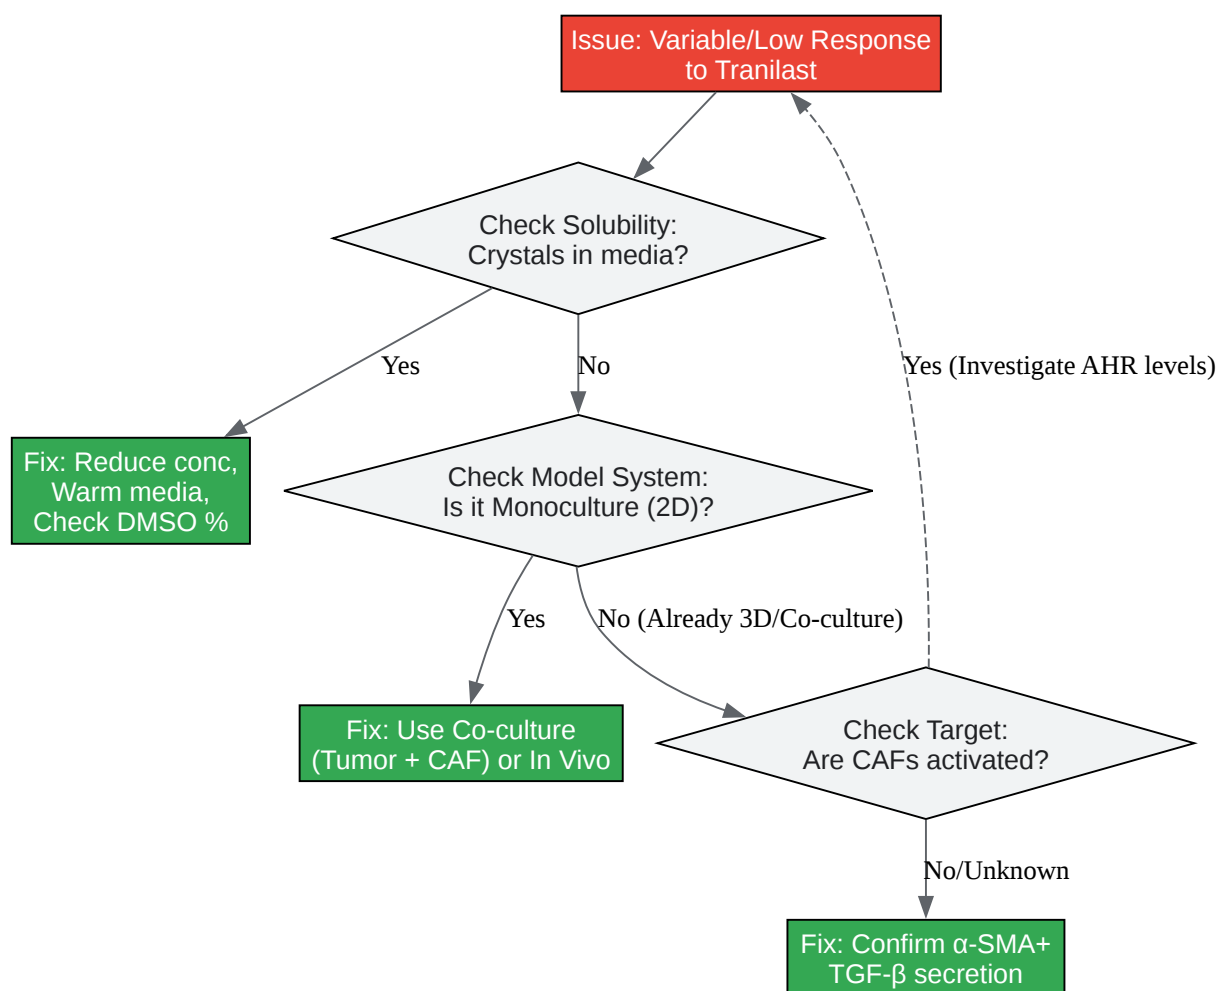 Issue: Variable/Low Response
to Tranilast
Check Solubility:
Crystals in media?
Yes
No
Yes (Investigate AHR levels)
Fix: Reduce conc,
Warm media,
Check DMSO %
Check Model System:
Is it Monoculture (2D)?
Yes
No (Already 3D/Co-culture)
Fix: Use Co-culture
(Tumor + CAF) or In Vivo
Check Target:
Are CAFs activated?
No/Unknown
Fix: Confirm α-SMA+
TGF-β secretion